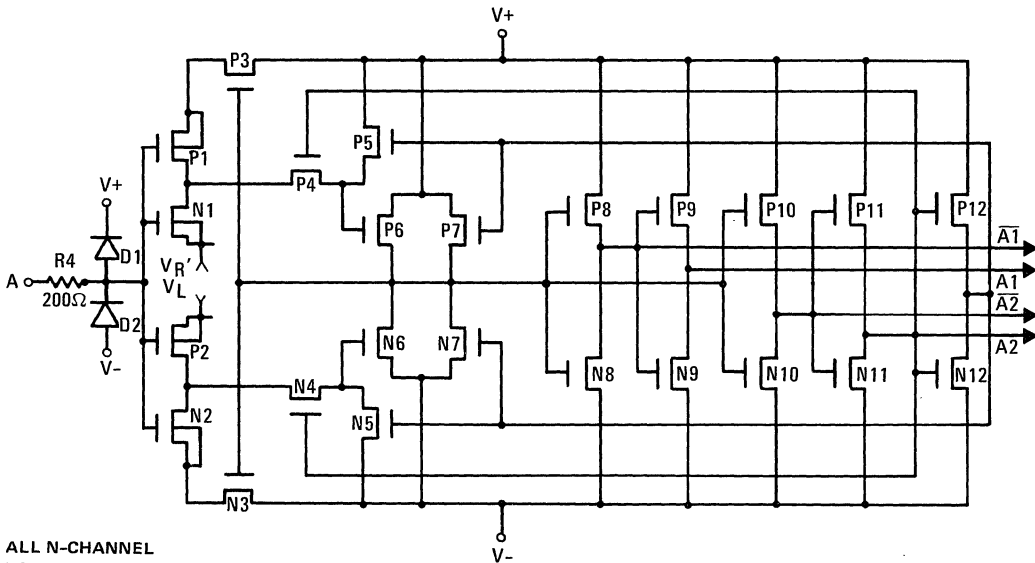 V+
P3
P5
P1
P4
V+
P6
P7
P8
P9
P10
P11
P12
N1
D1
A1
R4
VR'
A
A1
200Ω
VL
A2
D2
A2
P2
N6
N7
V-
N4
N8
N9
N10
N11
N12
N2
N5
N3
V-
ALL N-CHANNEL